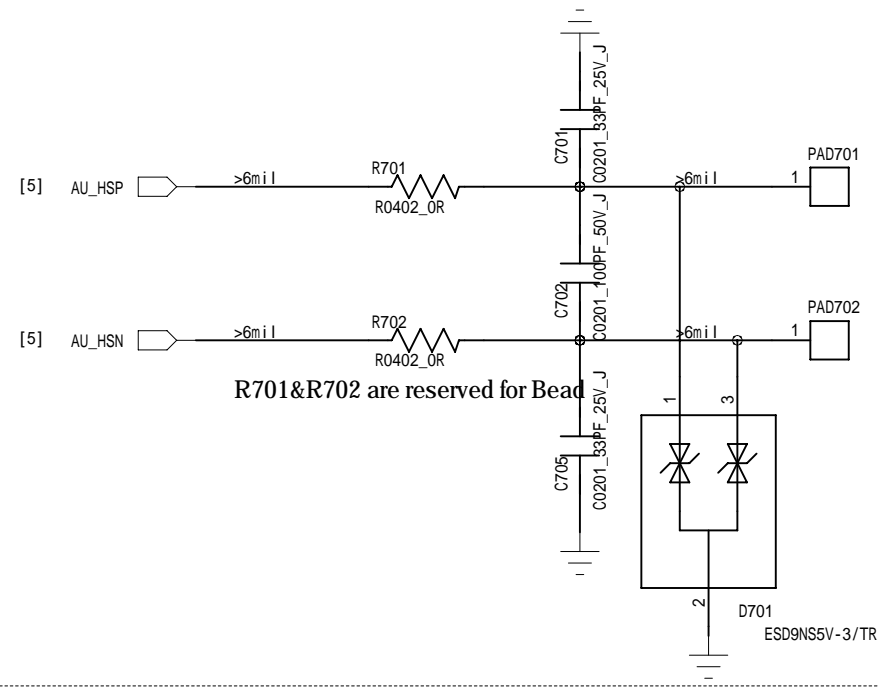 C701
C0201_33PF_25V_J
[5] AU_HSP >6mil
R701
R0402_0R
>6mil
1
PAD701
C702
C0201_100PF_50V_J
[5] AU_HSN >6mil
R702
R0402_0R
>6mil
1
PAD702
R701&R702 are reserved for Bead
C705
C0201_33PF_25V_J
1
3
2
D701
ESD9NS5V-3/TR